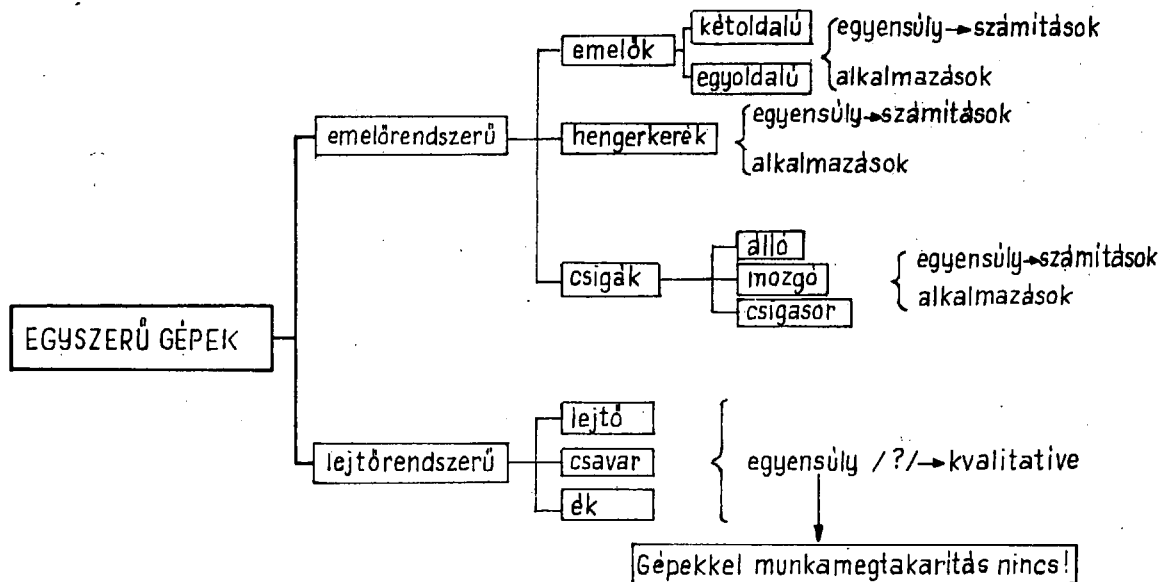 EGYSZERŰ GÉPEK
emelőrendszerű
emelők
kétoldalú
egyoldalú
egyensúly→számítások
alkalmazások
hengerkerék
egyensúly→számítások
alkalmazások
csigák
álló
mozgó
csigasor
egyensúly→számítások
alkalmazások
lejtőrendszerű
lejtő
csavar
ék
egyensúly /?/→kvalitatíve
Gépekkel munkamegtakarítás nincs!